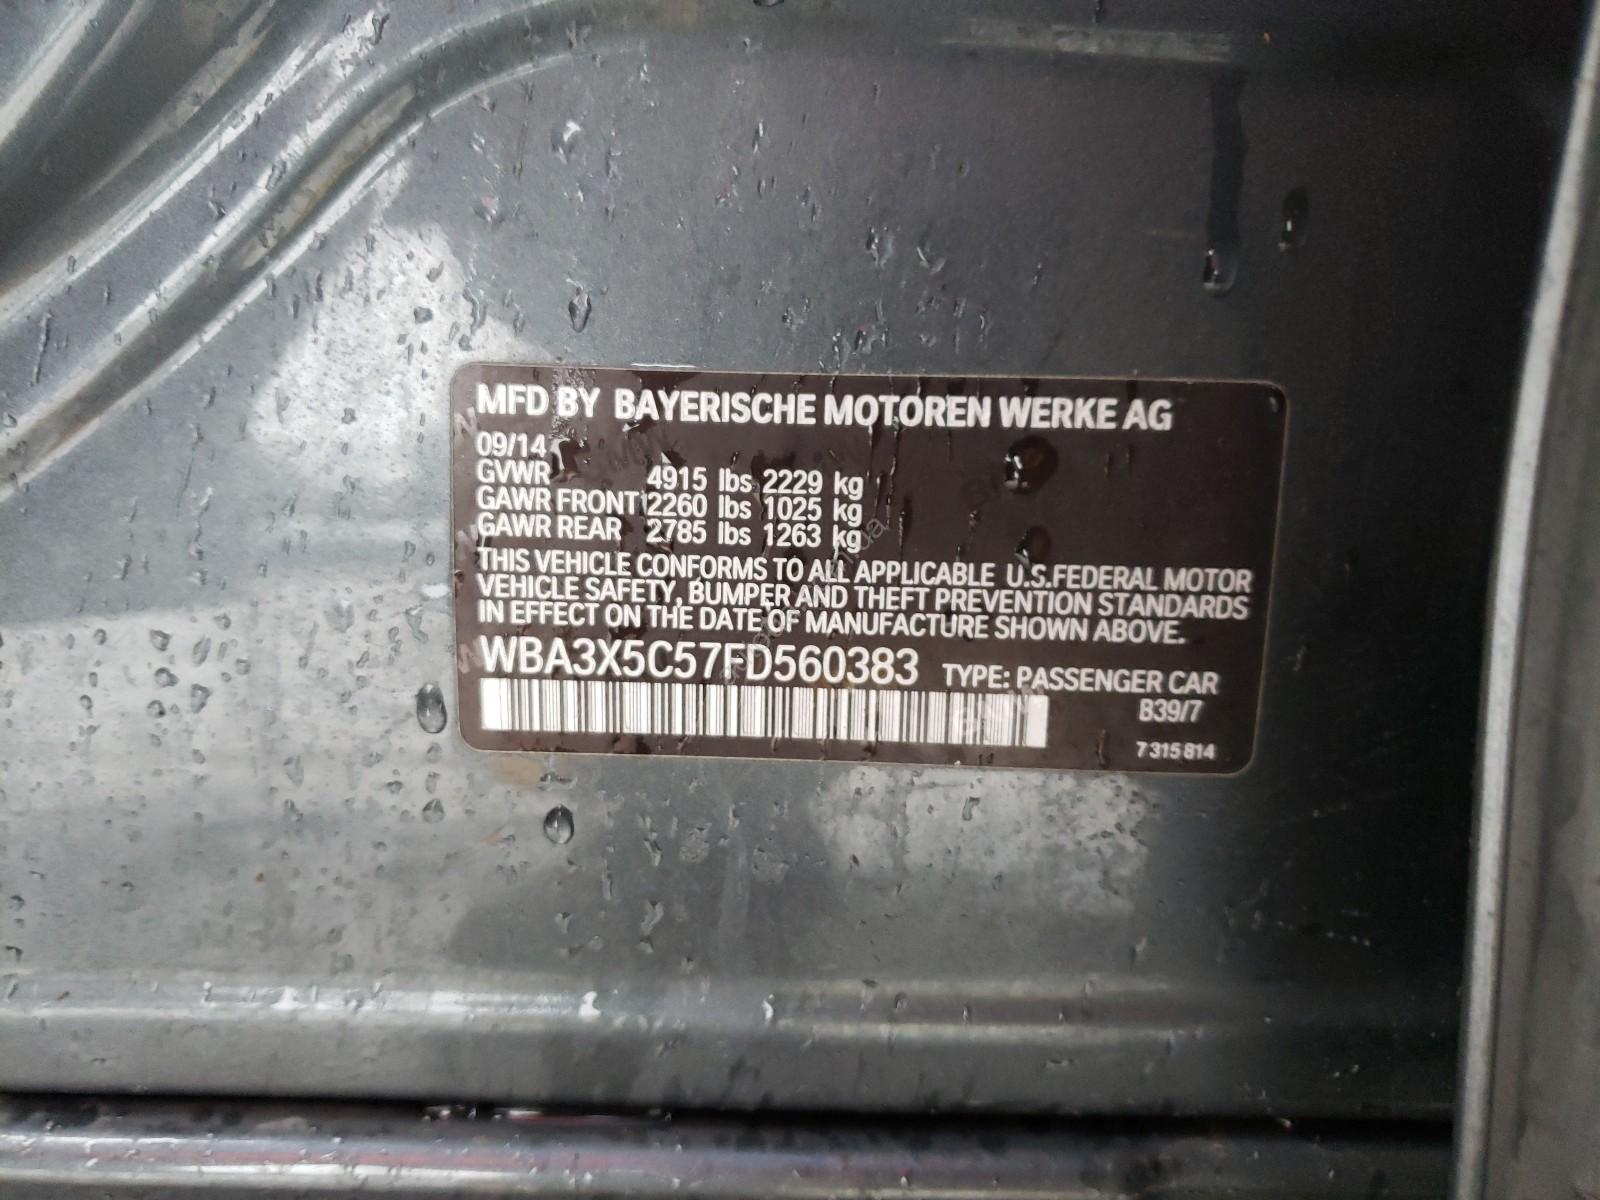 MFD BY BAYERISCHE MOTOREN WERKE AG
09/14
GVWR 4915 lbs 2229 kg
GAWR FRONT 2260 lbs 1025 kg
GAWR REAR 2785 lbs 1263 kg
THIS VEHICLE CONFORMS TO ALL APPLICABLE U.S.FEDERAL MOTOR
VEHICLE SAFETY, BUMPER AND THEFT PREVENTION STANDARDS
IN EFFECT ON THE DATE OF MANUFACTURE SHOWN ABOVE.
WBA3X5C57FD560383 TYPE: PASSENGER CAR
B39/7
7 315 814